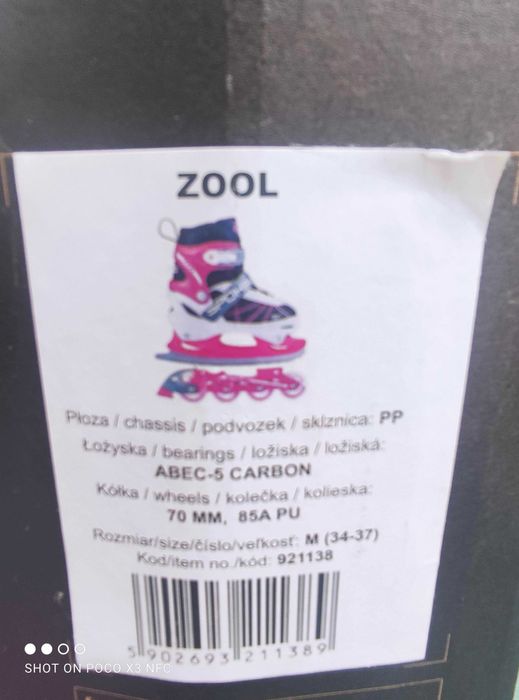 ZOOL
Płoza / chassis / podvozek / sklznica: PP
Łożyska / bearings / ložiska / ložiská:
ABEC-5 CARBON
Kółka / wheels / kolečka / kolieska:
70 MM, 85A PU
Rozmiar/size/číslo/veľkosť: M (34-37)
Kod/item no./kód: 921138
5 902693 211389
SHOT ON POCO X3 NFC